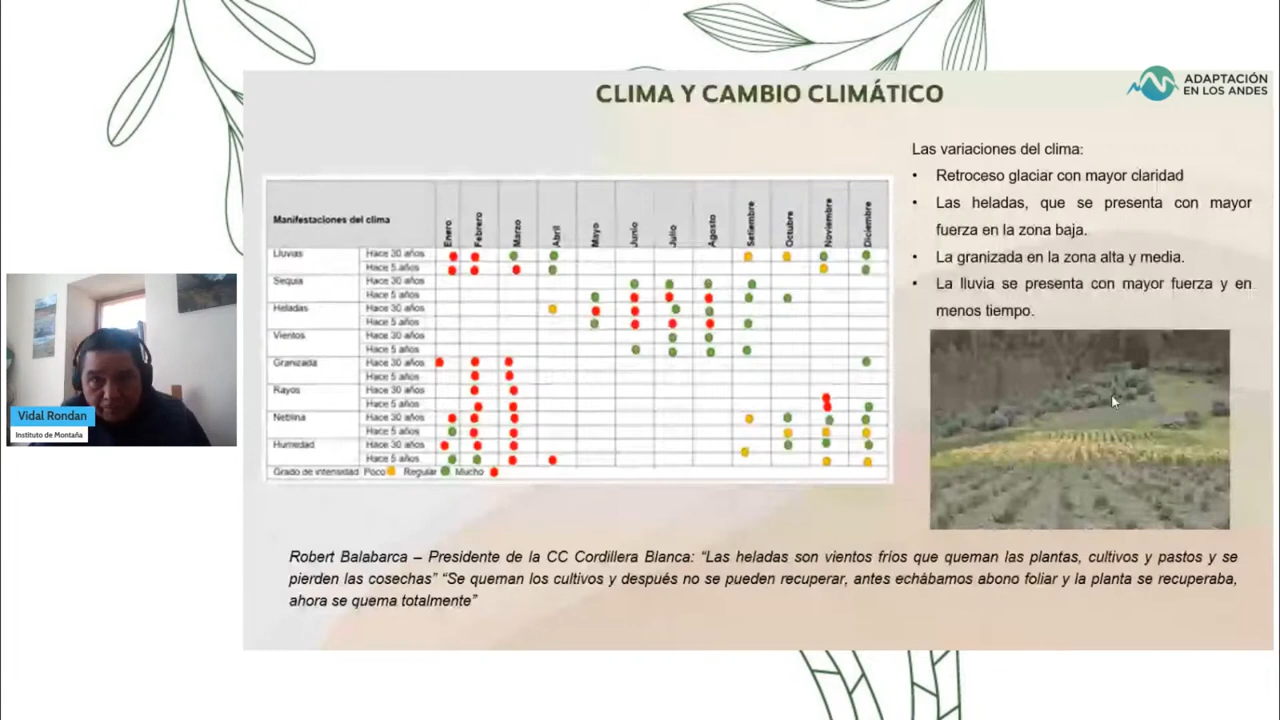 CLIMA Y CAMBIO CLIMÁTICO
ADAPTACIÓN
EN LOS ANDES
Manifestaciones del clima
Enero
Febrero
Marzo
Abril
Mayo
Junio
Julio
Agosto
Setiembre
Octubre
Noviembre
Diciembre
Lluvias Hace 30 años
Hace 5 años
Sequia Hace 30 años
Hace 5 años
Heladas Hace 30 años
Hace 5 años
Vientos Hace 30 años
Hace 5 años
Granizada Hace 30 años
Hace 5 años
Rayos Hace 30 años
Hace 5 años
Neblina Hace 30 años
Hace 5 años
Humedad Hace 30 años
Hace 5 años
Grado de intensidad Poco Regular Mucho
Las variaciones del clima:
• Retroceso glaciar con mayor claridad
• Las heladas, que se presenta con mayor
fuerza en la zona baja.
• La granizada en la zona alta y media.
• La lluvia se presenta con mayor fuerza y en
menos tiempo.
Vidal Rondan
Instituto de Montaña
Robert Balabarca – Presidente de la CC Cordillera Blanca: “Las heladas son vientos fríos que queman las plantas, cultivos y pastos y se
pierden las cosechas” “Se queman los cultivos y después no se pueden recuperar, antes echábamos abono foliar y la planta se recuperaba,
ahora se quema totalmente”